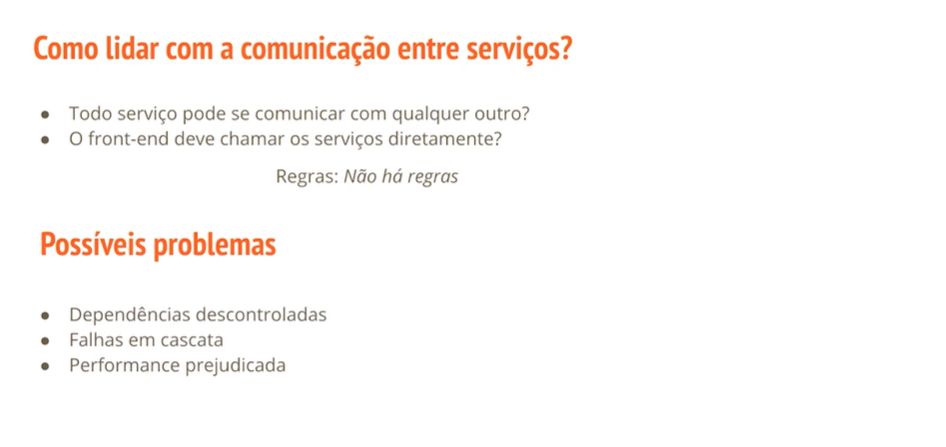 Como lidar com a comunicação entre serviços?
● Todo serviço pode se comunicar com qualquer outro?
● O front-end deve chamar os serviços diretamente?
Regras: Não há regras
Possíveis problemas
● Dependências descontroladas
● Falhas em cascata
● Performance prejudicada